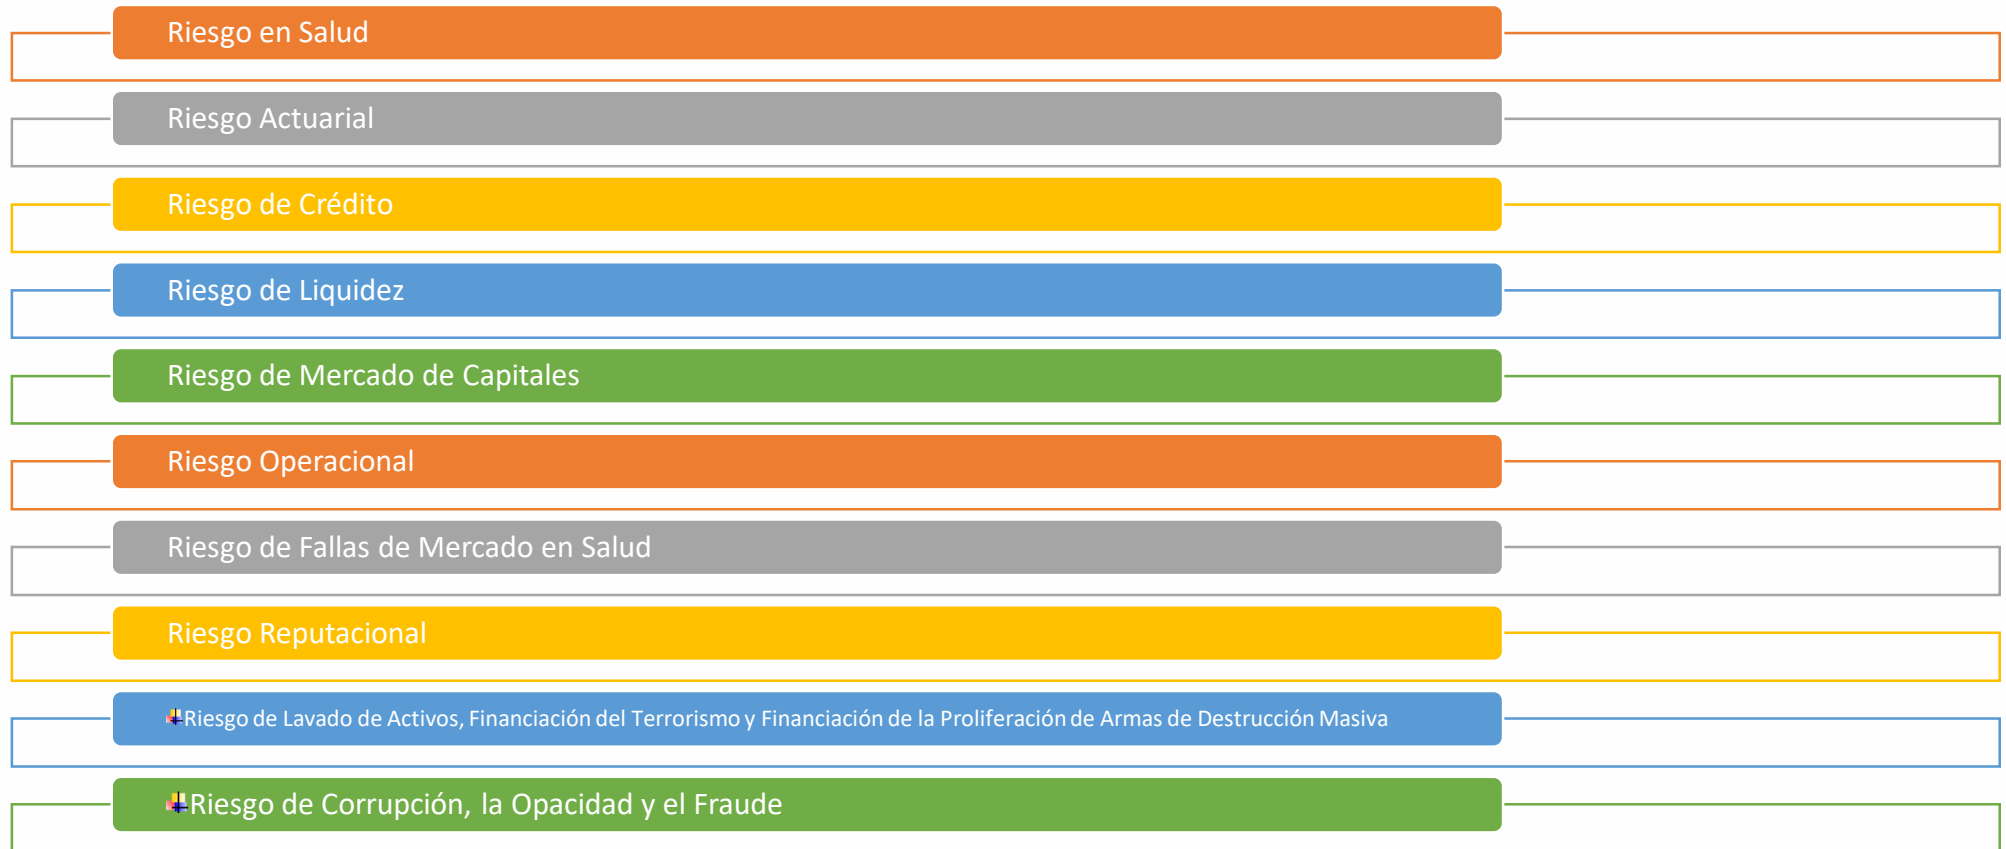 Riesgo en Salud
Riesgo Actuarial
Riesgo de Crédito
Riesgo de Liquidez
Riesgo de Mercado de Capitales
Riesgo Operacional
Riesgo de Fallas de Mercado en Salud
Riesgo Reputacional
Riesgo de Lavado de Activos, Financiación del Terrorismo y Financiación de la Proliferación de Armas de Destrucción Masiva
Riesgo de Corrupción, la Opacidad y el Fraude